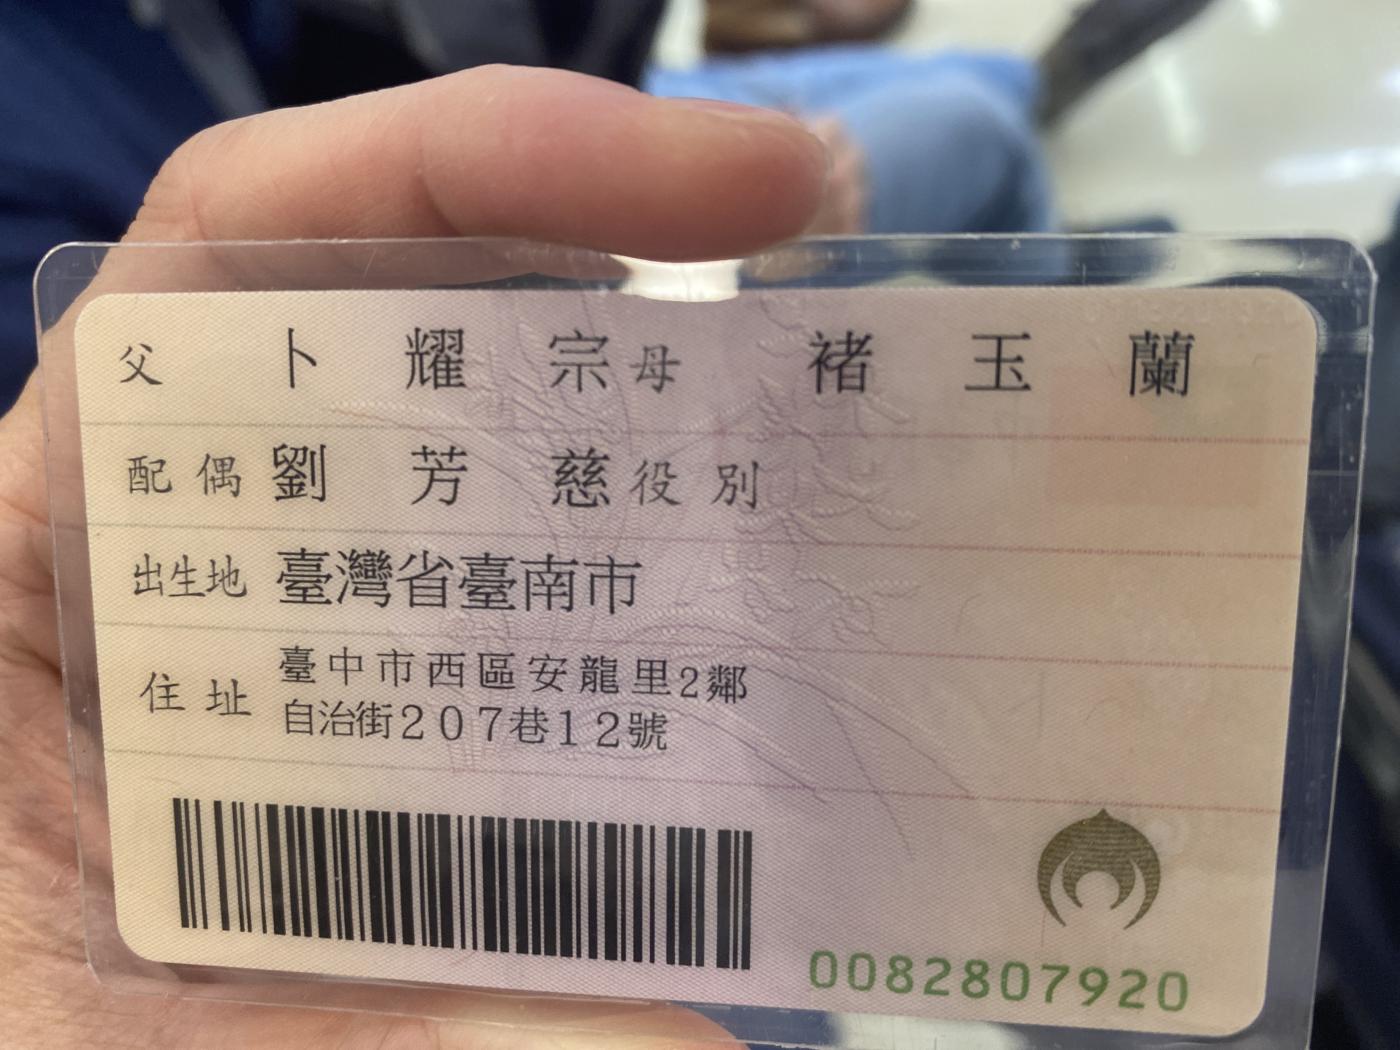 父 卜耀宗 母 褚玉蘭
配偶 劉芳慈 役別
出生地 臺灣省臺南市
住址 臺中市西區安龍里2鄰
自治街207巷12號
0082807920